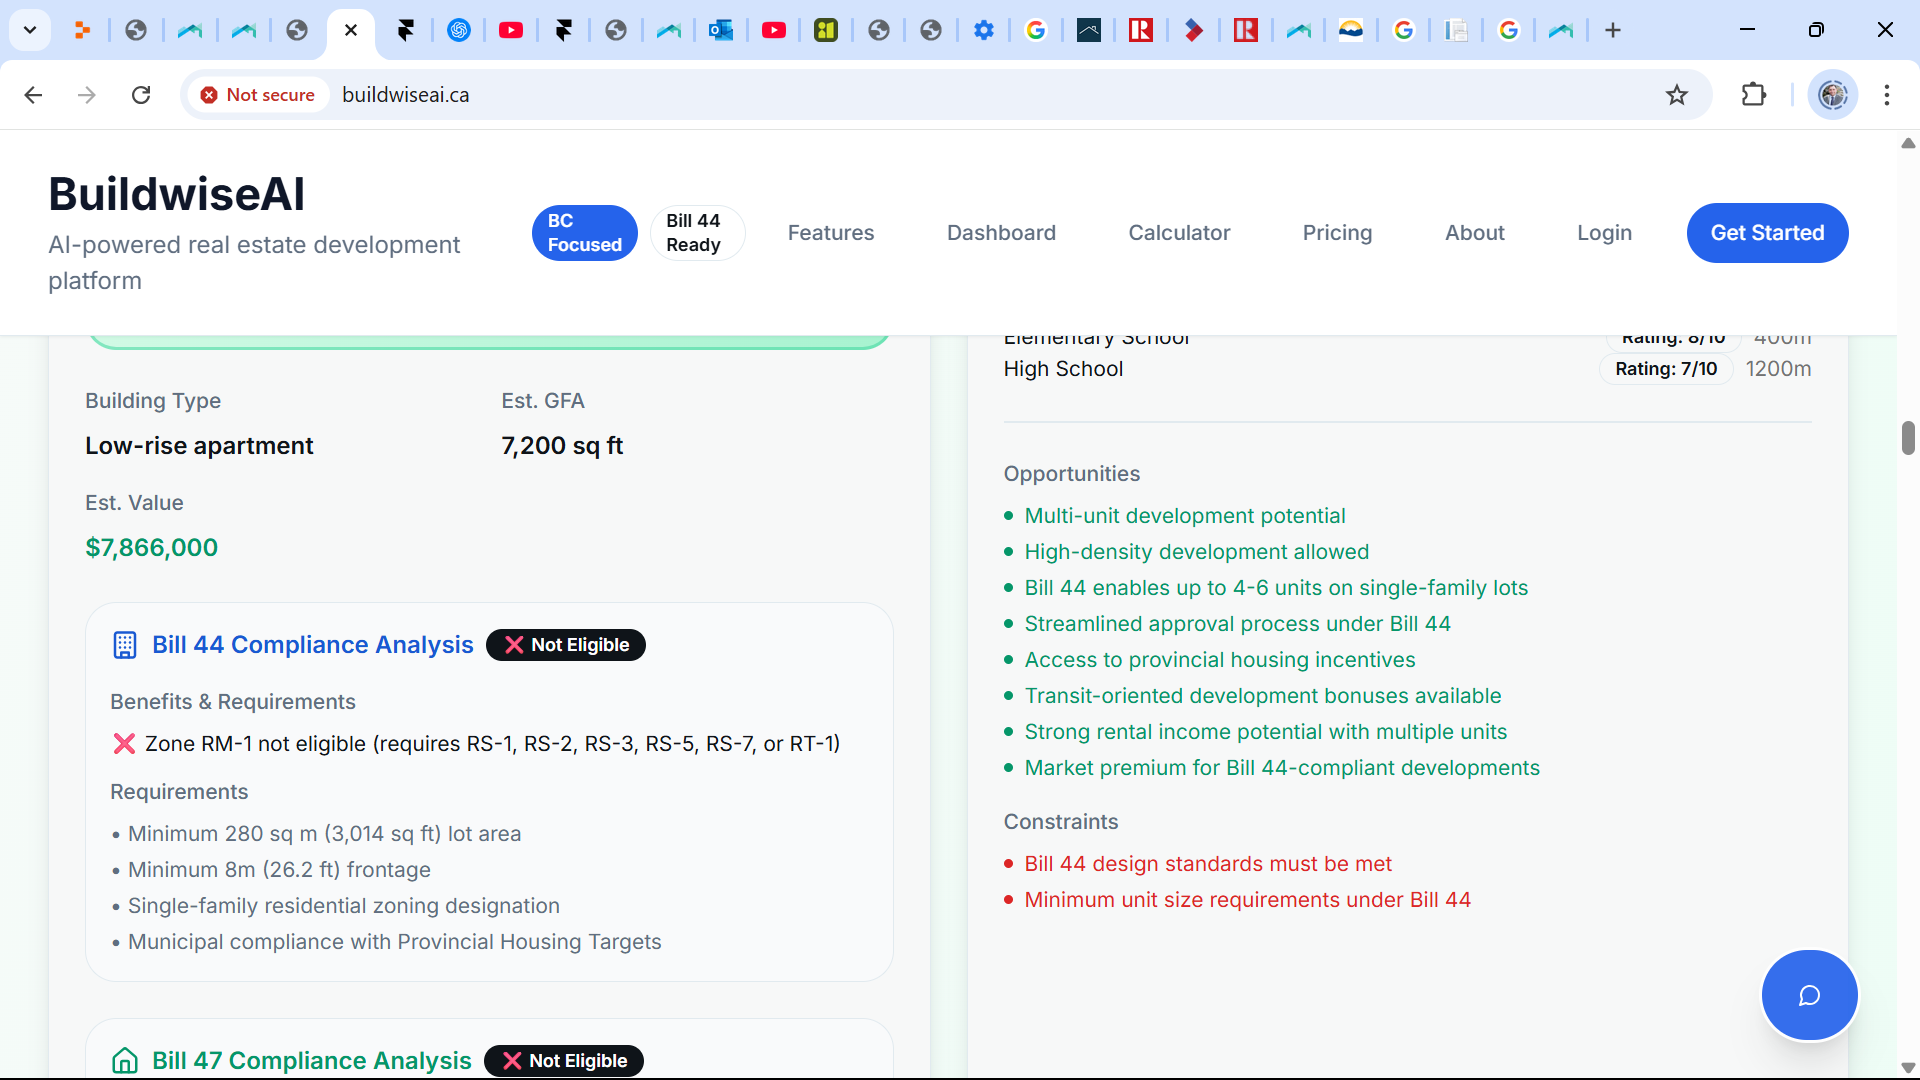 Not secure
buildwiseai.ca
BuildwiseAI
AI-powered real estate development
platform
BC
Focused
Bill 44
Ready
Features
Dashboard
Calculator
Pricing
About
Login
Get Started
Building Type
Low-rise apartment
Est. GFA
7,200 sq ft
Est. Value
$7,866,000
Bill 44 Compliance Analysis
❌ Not Eligible
Benefits & Requirements
❌ Zone RM-1 not eligible (requires RS-1, RS-2, RS-3, RS-5, RS-7, or RT-1)
Requirements
• Minimum 280 sq m (3,014 sq ft) lot area
• Minimum 8m (26.2 ft) frontage
• Single-family residential zoning designation
• Municipal compliance with Provincial Housing Targets
Bill 47 Compliance Analysis
❌ Not Eligible
Elementary School Rating: 8/10 400m
High School Rating: 7/10 1200m
Opportunities
• Multi-unit development potential
• High-density development allowed
• Bill 44 enables up to 4-6 units on single-family lots
• Streamlined approval process under Bill 44
• Access to provincial housing incentives
• Transit-oriented development bonuses available
• Strong rental income potential with multiple units
• Market premium for Bill 44-compliant developments
Constraints
• Bill 44 design standards must be met
• Minimum unit size requirements under Bill 44